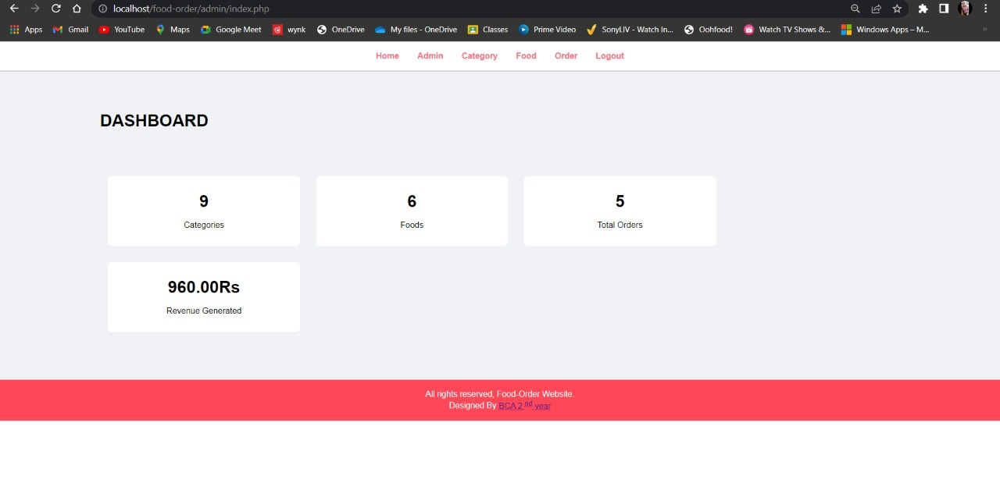 localhost/food-order/admin/index.php
Apps Gmail YouTube Maps Google Meet wynk OneDrive My files - OneDrive Classes Prime Video SonyLIV - Watch In... Oohfood! Watch TV Shows &... Windows Apps – M... »
Home Admin Category Food Order Logout
DASHBOARD
9 6 5
Categories Foods Total Orders
960.00Rs
Revenue Generated
All rights reserved, Food-Order Website.
Designed By BCA 2 nd year